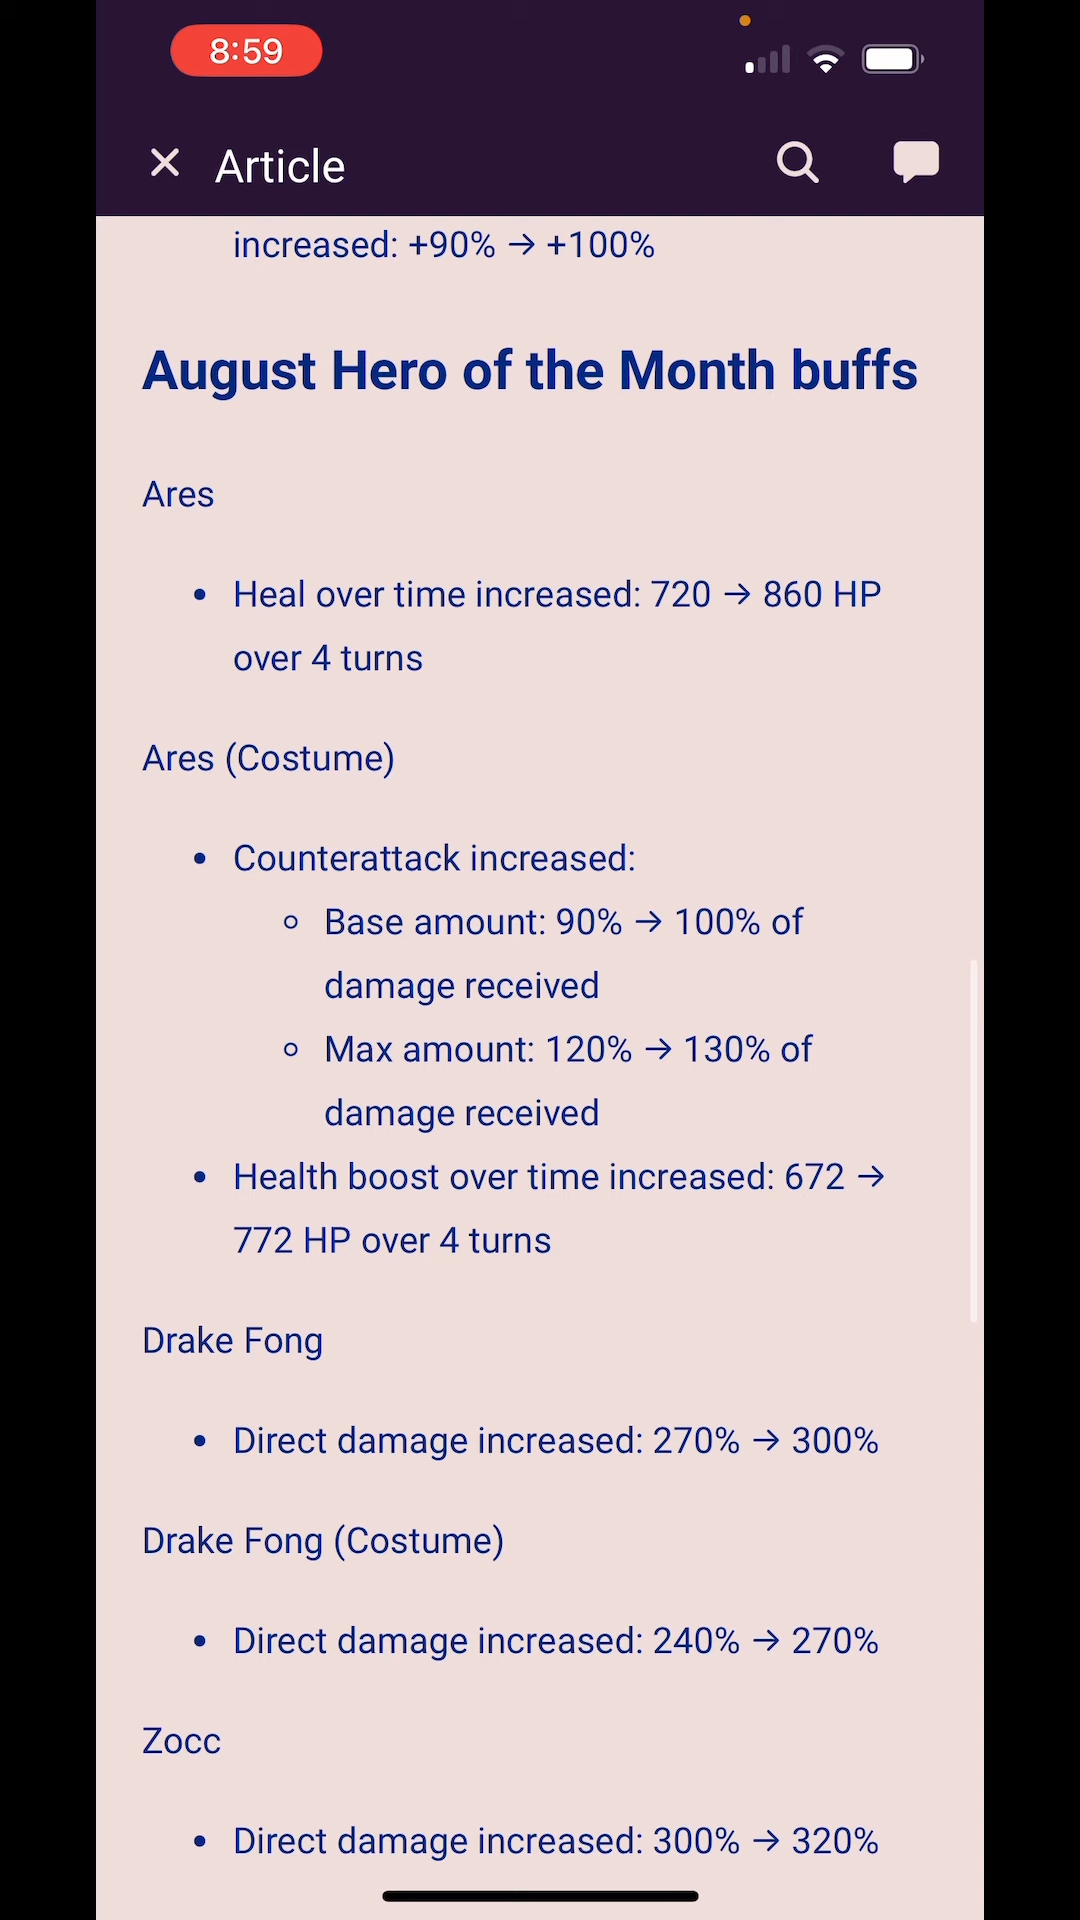 8:59
Article
increased: +90% → +100%
August Hero of the Month buffs
Ares
• Heal over time increased: 720 → 860 HP
over 4 turns
Ares (Costume)
• Counterattack increased:
◦ Base amount: 90% → 100% of
damage received
◦ Max amount: 120% → 130% of
damage received
• Health boost over time increased: 672 →
772 HP over 4 turns
Drake Fong
• Direct damage increased: 270% → 300%
Drake Fong (Costume)
• Direct damage increased: 240% → 270%
Zocc
• Direct damage increased: 300% → 320%